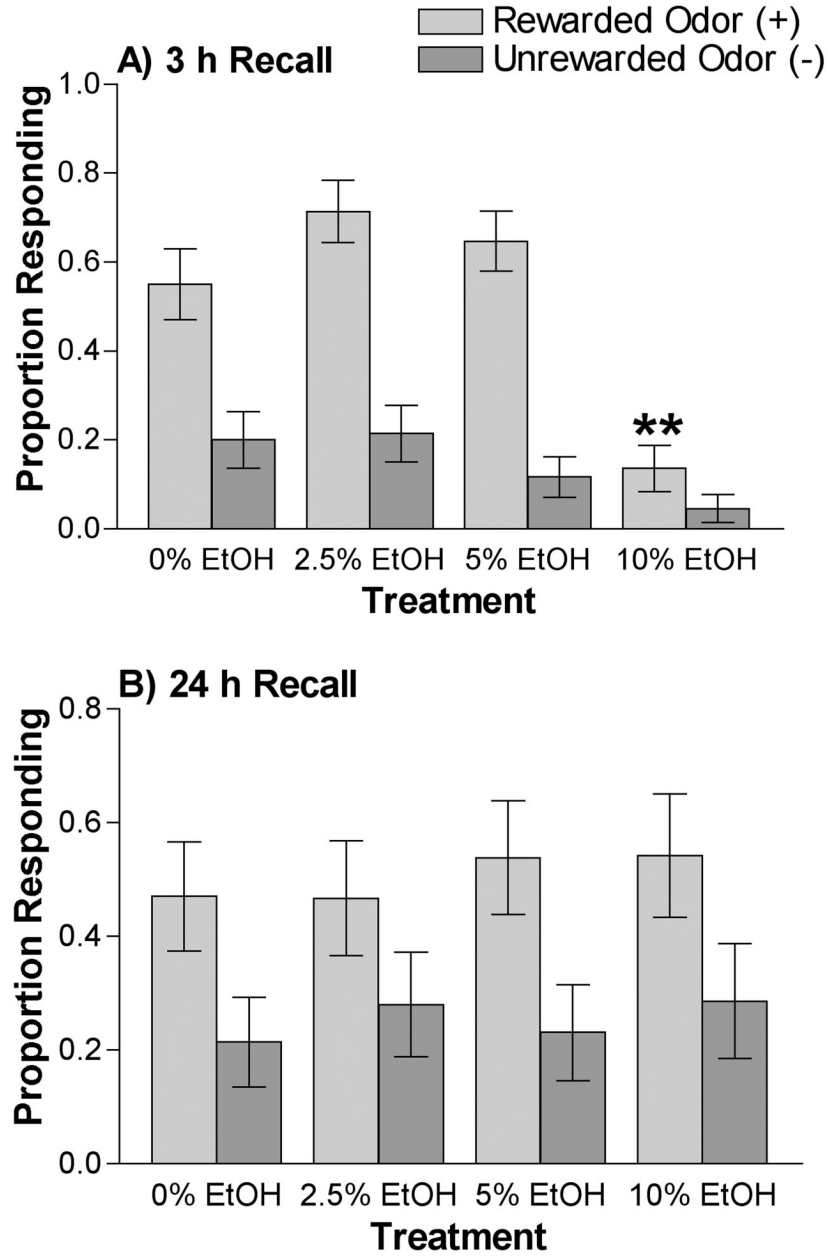 Rewarded Odor (+)
Unrewarded Odor (-)
A) 3 h Recall
Proportion Responding
1.0
0.8
0.6
0.4
0.2
0.0
**
0% EtOH 2.5% EtOH 5% EtOH 10% EtOH
Treatment
B) 24 h Recall
Proportion Responding
0.8
0.6
0.4
0.2
0.0
0% EtOH 2.5% EtOH 5% EtOH 10% EtOH
Treatment